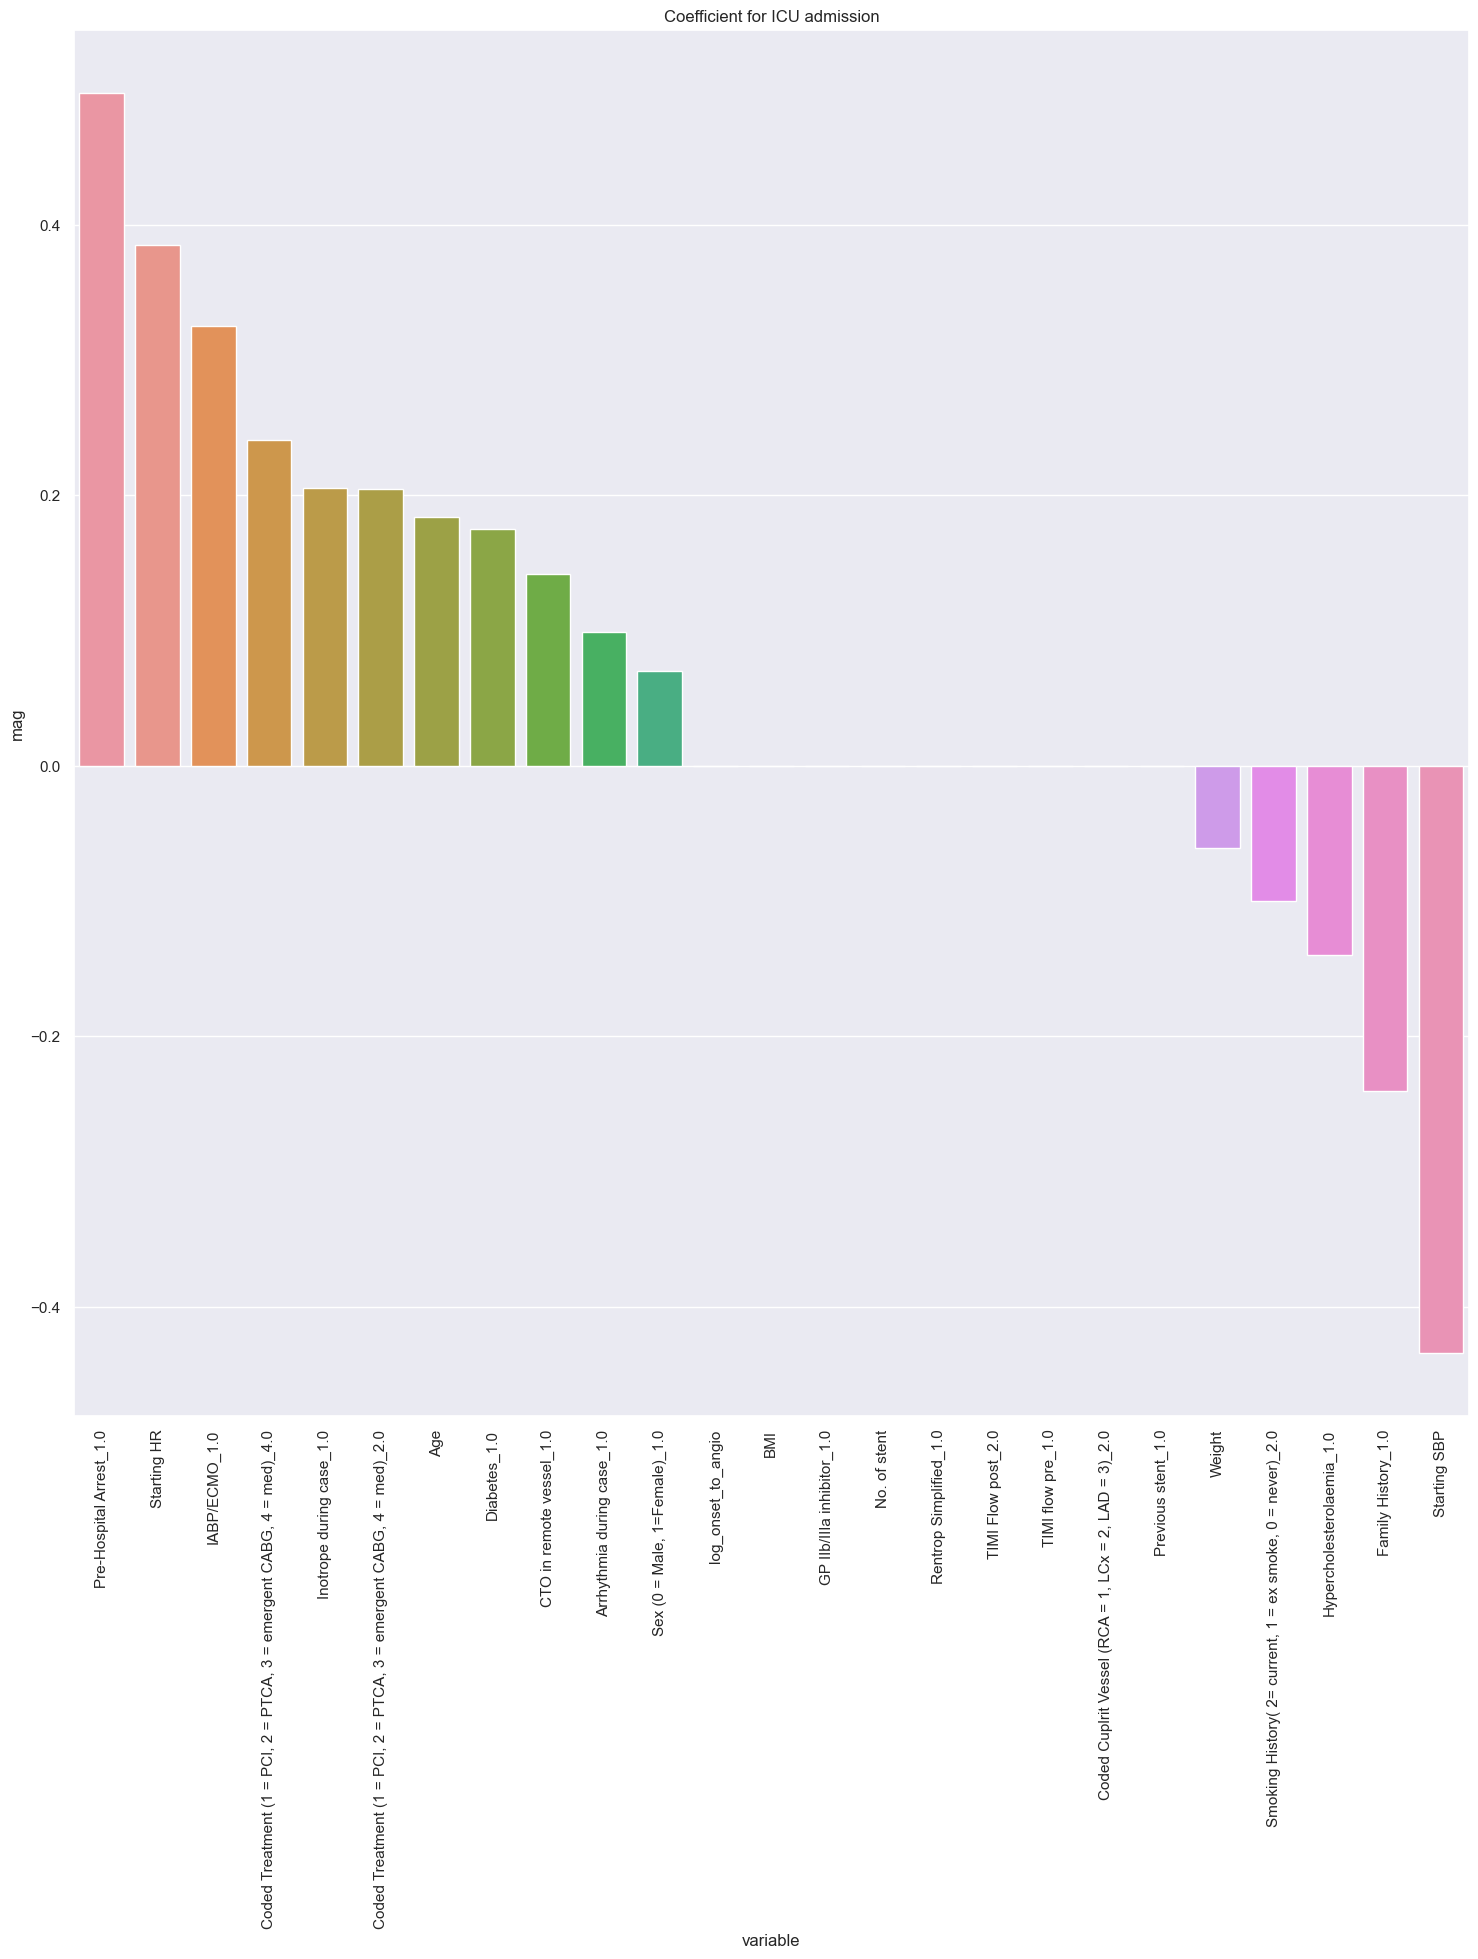 Coefficient for ICU admission
mag
0.4
0.2
0.0
−0.2
−0.4
Pre-Hospital Arrest_1.0
Starting HR
IABP/ECMO_1.0
Coded Treatment (1 = PCI, 2 = PTCA, 3 = emergent CABG, 4 = med)_4.0
Inotrope during case_1.0
Coded Treatment (1 = PCI, 2 = PTCA, 3 = emergent CABG, 4 = med)_2.0
Age
Diabetes_1.0
CTO in remote vessel_1.0
Arrhythmia during case_1.0
Sex (0 = Male, 1=Female)_1.0
log_onset_to_angio
BMI
GP IIb/IIIa inhibitor_1.0
No. of stent
Rentrop Simplified_1.0
TIMI Flow post_2.0
TIMI flow pre_1.0
Coded Cuplrit Vessel (RCA = 1, LCx = 2, LAD = 3)_2.0
Previous stent_1.0
Weight
Smoking History( 2= current, 1 = ex smoke, 0 = never)_2.0
Hypercholesterolaemia_1.0
Family History_1.0
Starting SBP
variable